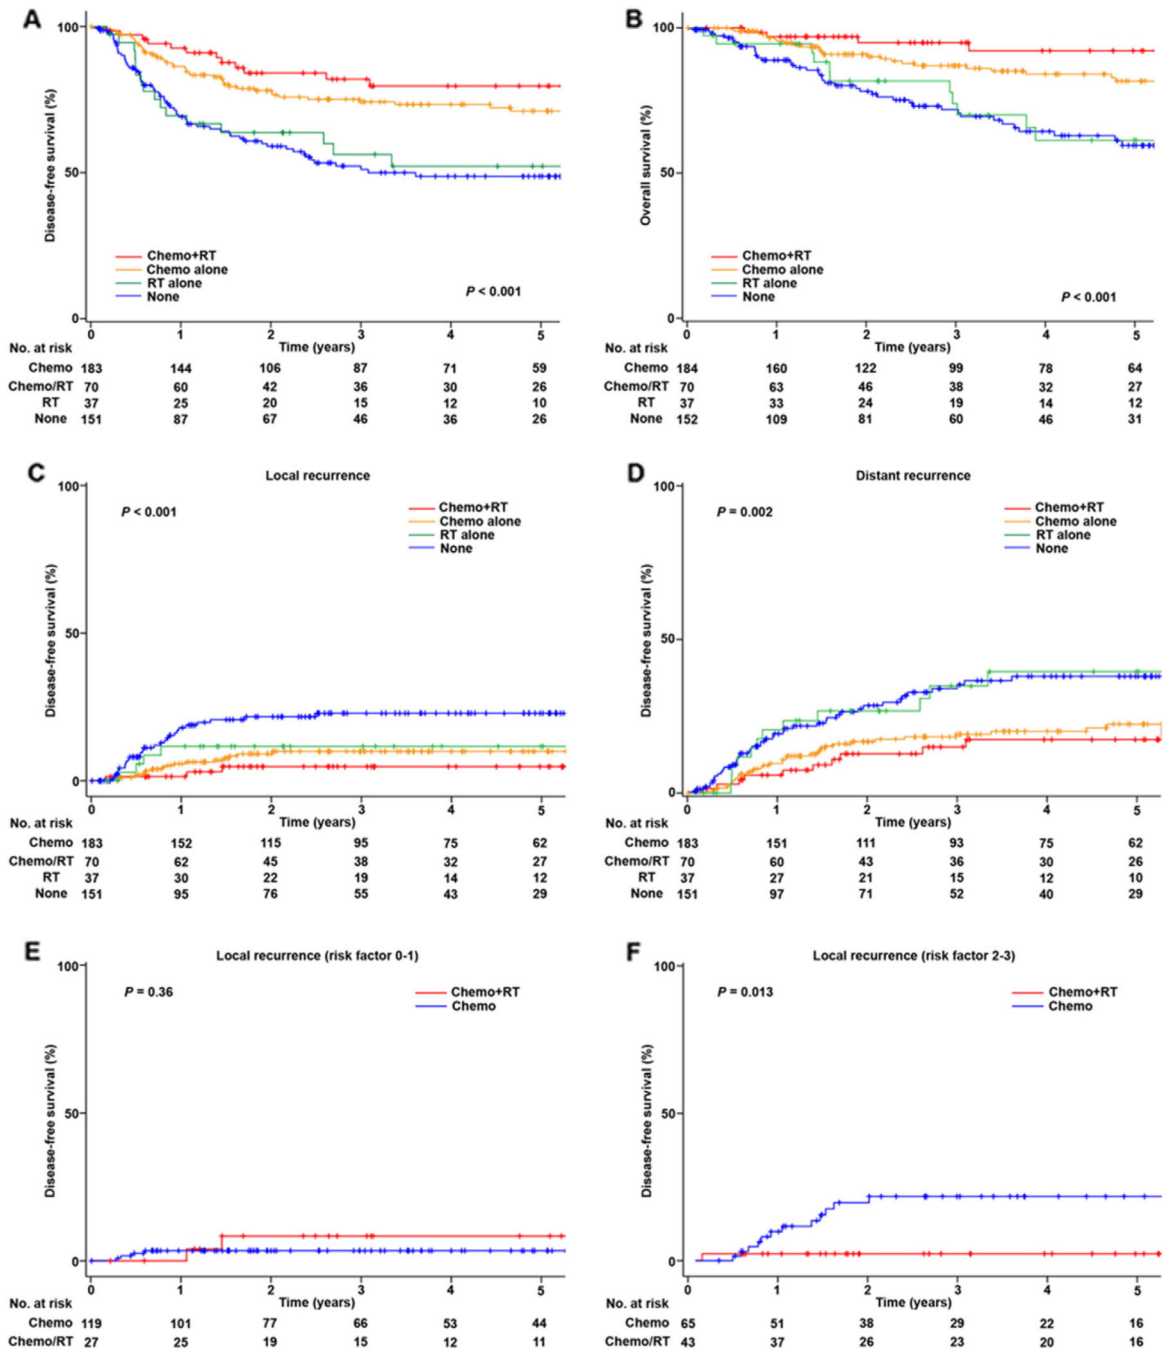 A
100
50
0
Disease-free survival (%)
Chemo+RT
Chemo alone
RT alone
None
P < 0.001
0 1 2 3 4 5
No. at risk Time (years)
Chemo 183 144 106 87 71 59
Chemo/RT 70 60 42 36 30 26
RT 37 25 20 15 12 10
None 151 87 67 46 36 26
B
100
50
0
Overall survival (%)
Chemo+RT
Chemo alone
RT alone
None
P < 0.001
0 1 2 3 4 5
No. at risk Time (years)
Chemo 184 160 122 99 78 64
Chemo/RT 70 63 46 38 32 27
RT 37 33 24 19 14 12
None 152 109 81 60 46 31
C
Local recurrence
100
50
0
Disease-free survival (%)
P < 0.001
Chemo+RT
Chemo alone
RT alone
None
0 1 2 3 4 5
No. at risk Time (years)
Chemo 183 152 115 95 75 62
Chemo/RT 70 62 45 38 32 27
RT 37 30 22 19 14 12
None 151 95 76 55 43 29
D
Distant recurrence
100
50
0
Disease-free survival (%)
P = 0.002
Chemo+RT
Chemo alone
RT alone
None
0 1 2 3 4 5
No. at risk Time (years)
Chemo 183 151 111 93 75 62
Chemo/RT 70 60 43 36 30 26
RT 37 27 21 15 12 10
None 151 97 71 52 40 29
E
Local recurrence (risk factor 0-1)
100
50
0
Disease-free survival (%)
P = 0.36
Chemo+RT
Chemo
0 1 2 3 4 5
No. at risk Time (years)
Chemo 119 101 77 66 53 44
Chemo/RT 27 25 19 15 12 11
F
Local recurrence (risk factor 2-3)
100
50
0
Disease-free survival (%)
P = 0.013
Chemo+RT
Chemo
0 1 2 3 4 5
No. at risk Time (years)
Chemo 65 51 38 29 22 16
Chemo/RT 43 37 26 23 20 16